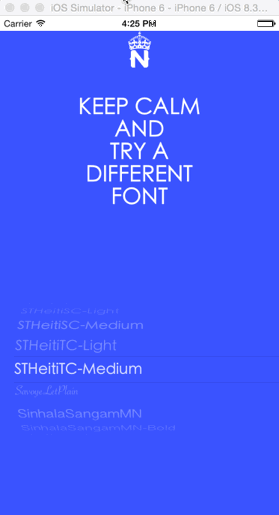 iOS Simulator - iPhone 6 - iPhone 6 / iOS 8.3...
Carrier 4:25 PM
N
KEEP CALM
AND
TRY A
DIFFERENT
FONT
STHeitiSC-Light
STHeitiSC-Medium
STHeitiTC-Light
STHeitiTC-Medium
SavoyeLetPlain
SinhalaSangamMN
SinhalaSangamMN-Bold